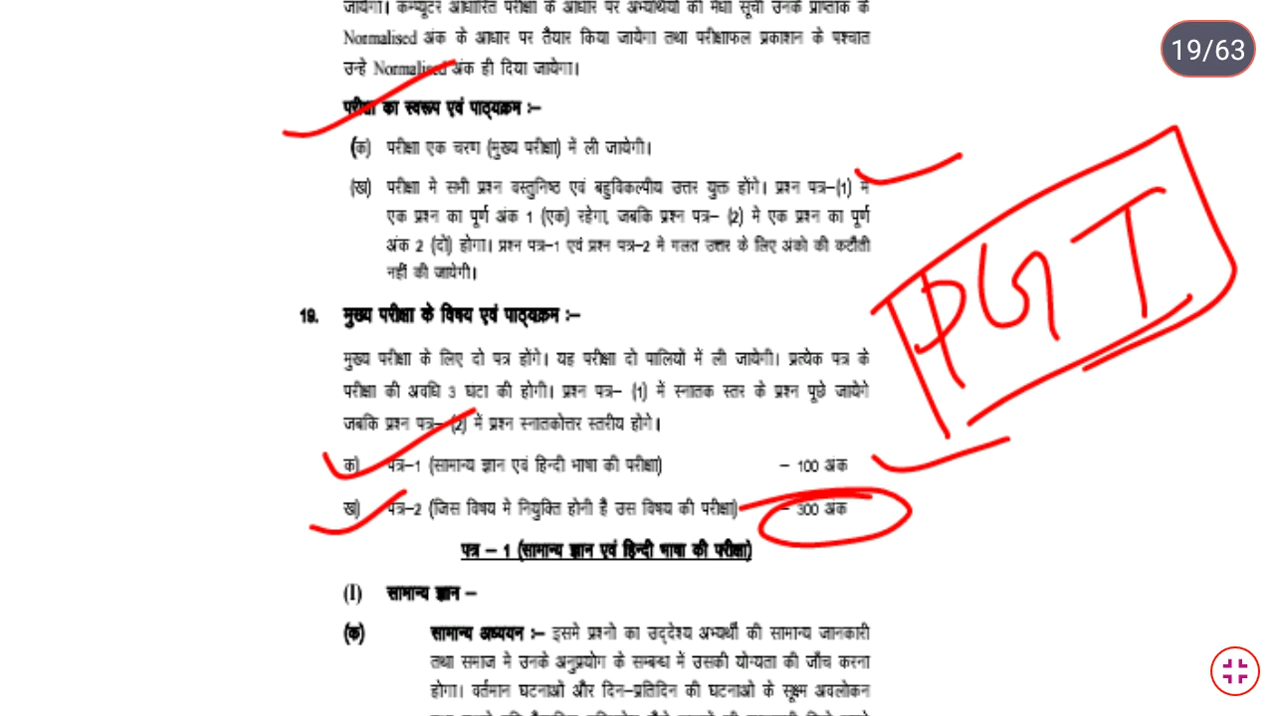 जायेगी। कम्प्यूटर आधारित परीक्षा के आधार पर अभ्यर्थियों की मेधा सूची उनके प्राप्तांक के
Normalised अंक के आधार पर तैयार किया जायेगा तथा परीक्षाफल प्रकाशन के पश्चात
उन्हे Normalised अंक ही दिया जायेगा।
19/63
परीक्षा का स्वरूप एवं पाठ्यक्रम :–
(क) परीक्षा एक चरण (मुख्य परीक्षा) में ली जायेगी।
(ख) परीक्षा मे सभी प्रश्न वस्तुनिष्ठ एवं बहुविकल्पीय उत्तर युक्त होंगे। प्रश्न पत्र–(1) में
एक प्रश्न का पूर्ण अंक 1 (एक) रहेगा, जबकि प्रश्न पत्र– (2) मे एक प्रश्न का पूर्ण
अंक 2 (दो) होगा। प्रश्न पत्र–1 एवं प्रश्न पत्र–2 मे गलत उत्तर के लिए अंको की कटौती
नहीं की जायेगी।
PGT
19. मुख्य परीक्षा के विषय एवं पाठ्यक्रम :–
मुख्य परीक्षा के लिए दो पत्र होंगे। यह परीक्षा दो पालियों में ली जायेगी। प्रत्येक पत्र के
परीक्षा की अवधि 3 घंटा की होगी। प्रश्न पत्र– (1) में स्नातक स्तर के प्रश्न पूछे जायेगे
जबकि प्रश्न पत्र– (2) में प्रश्न स्नातकोत्तर स्तरीय होगे।
क) पत्र–1 (सामान्य ज्ञान एवं हिन्दी भाषा की परीक्षा) – 100 अंक
ख) पत्र–2 (जिस विषय मे नियुक्ति होनी है उस विषय की परीक्षा) – 300 अंक
पत्र – 1 (सामान्य ज्ञान एवं हिन्दी भाषा की परीक्षा)
(I) सामान्य ज्ञान –
(क) सामान्य अध्ययन :– इसमे प्रश्नो का उद्देश्य अभ्यर्थी की सामान्य जानकारी
तथा समाज मे उनके अनुप्रयोग के सम्बन्ध में उसकी योग्यता की जाँच करना
होगा। वर्तमान घटनाओं और दिन–प्रतिदिन की घटनाओ के सूक्ष्म अवलोकन